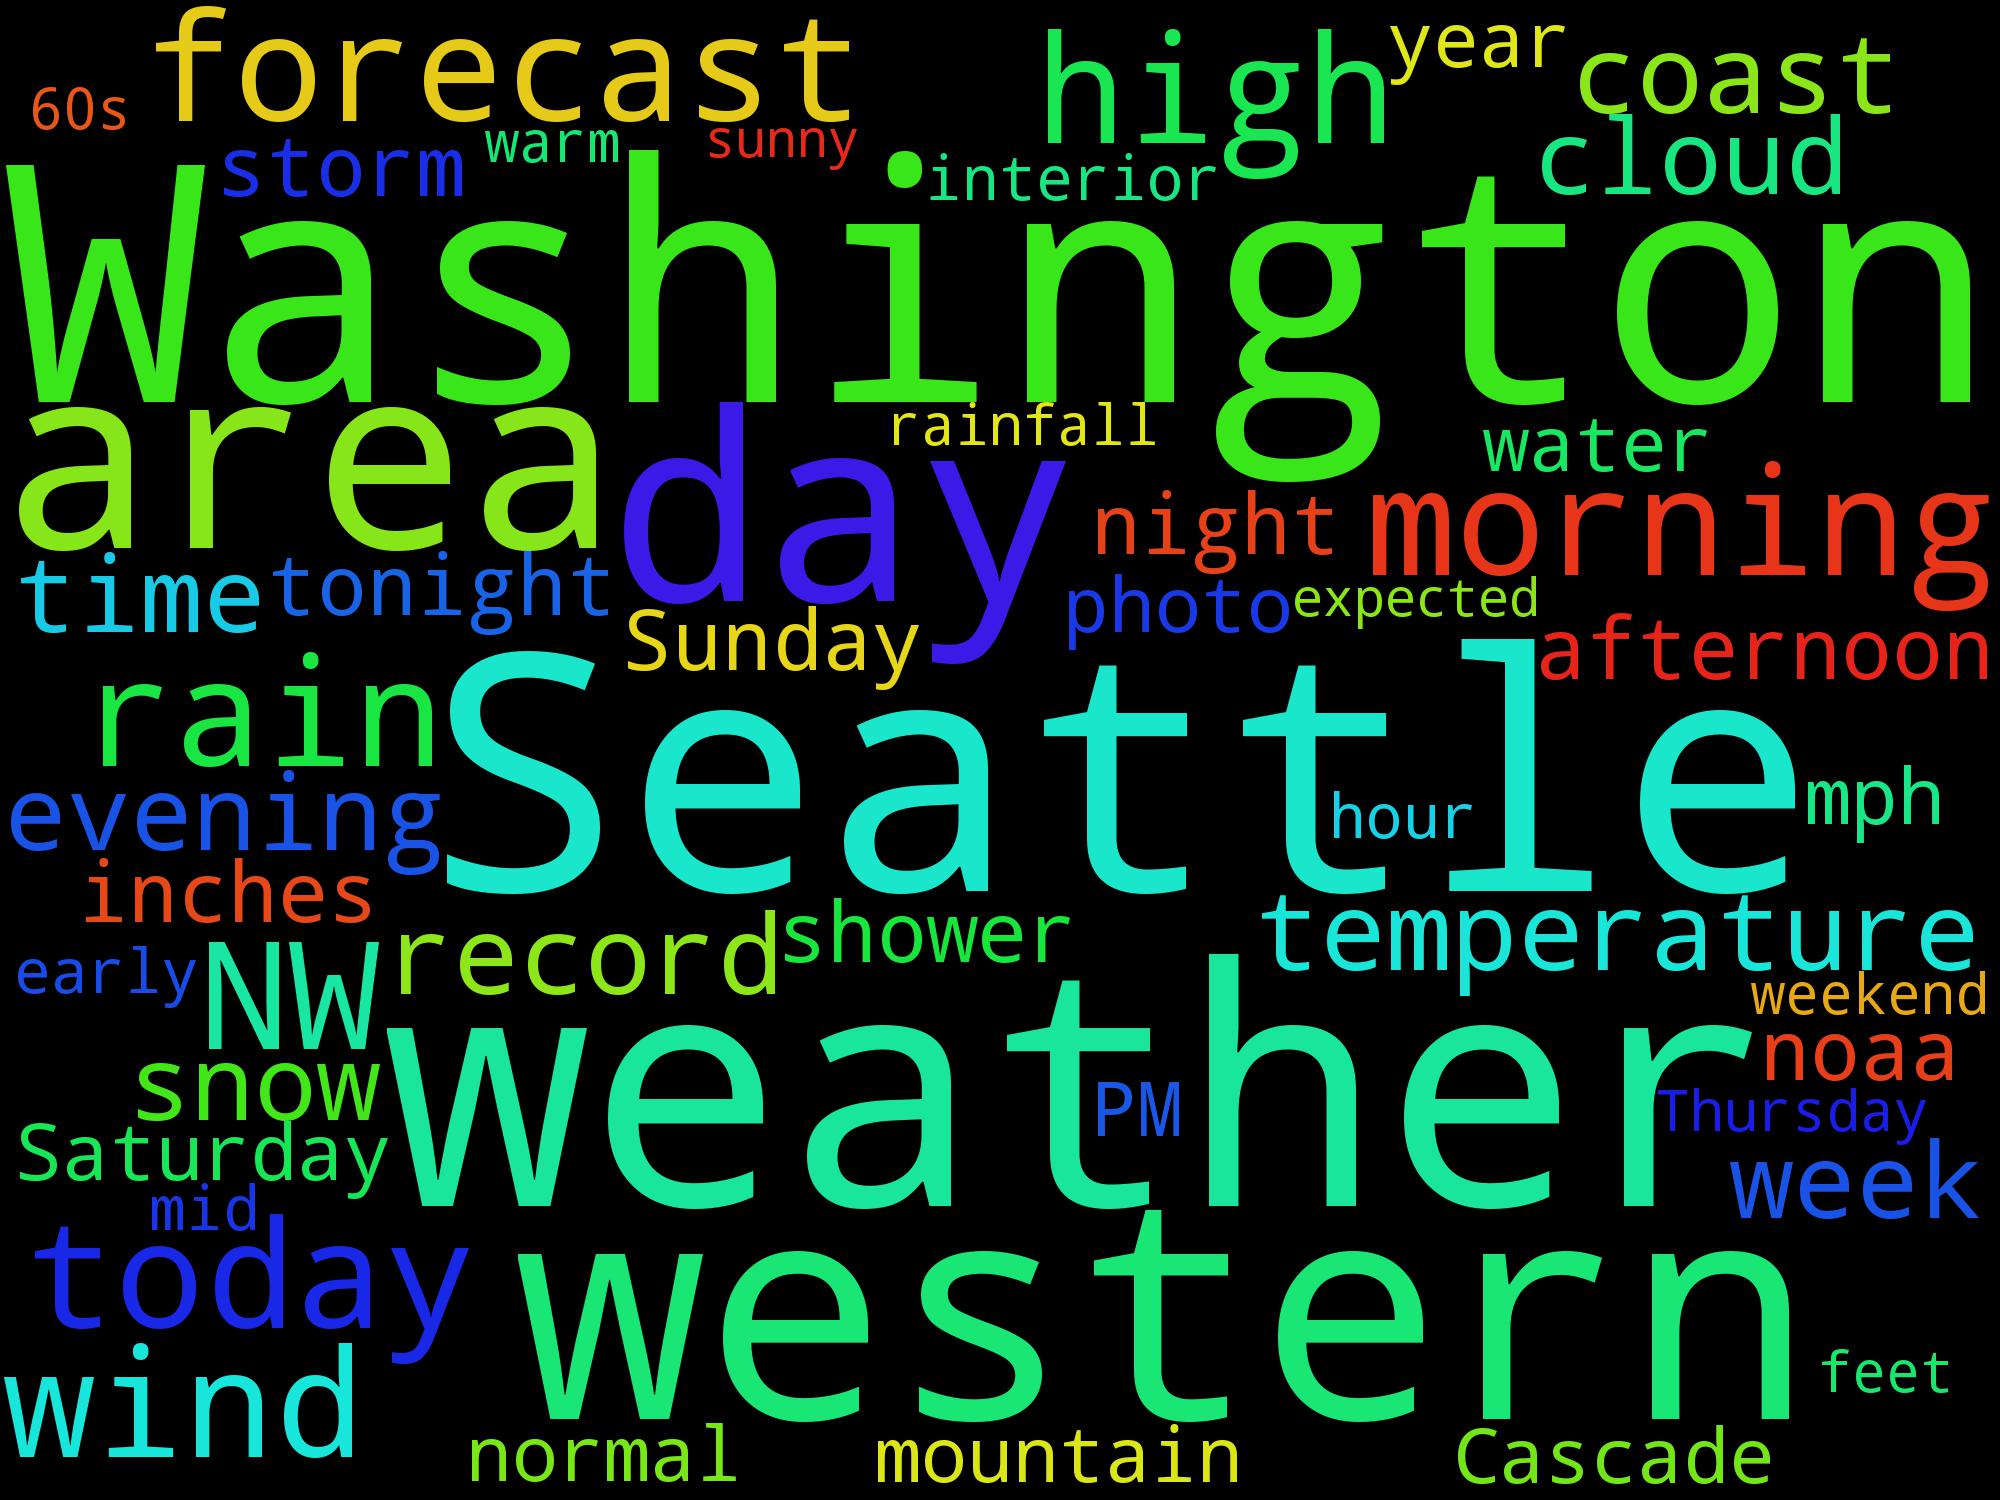 forecast
high
year
coast
60s
storm
warm
sunny
interior
cloud
Washington
area
day
rainfall
water
night
morning
time
tonight
Sunday
photo
expected
afternoon
rain
Seattle
evening
hour
mph
inches
record
shower
temperature
early
NW
weather
weekend
noaa
snow
PM
Thursday
Saturday
week
mid
today
western
wind
feet
normal
mountain
Cascade